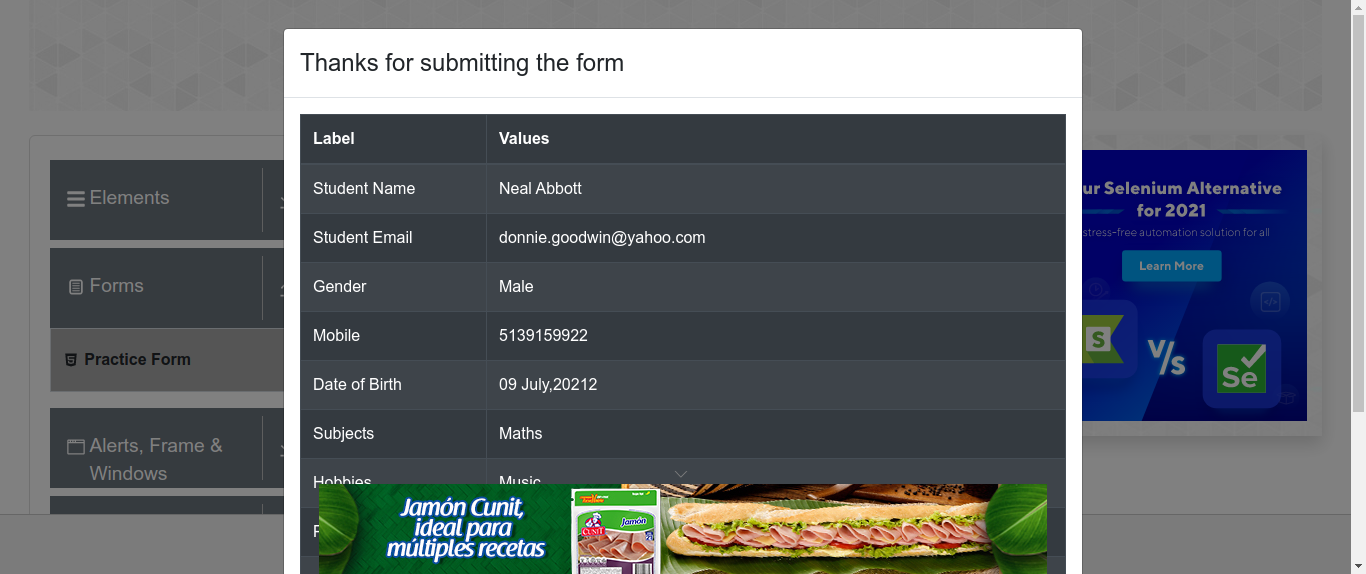 Thanks for submitting the form
Label Values
Student Name Neal Abbott
Student Email donnie.goodwin@yahoo.com
Gender Male
Mobile 5139159922
Date of Birth 09 July,20212
Subjects Maths
Hobbies Music
Elements
Forms
Practice Form
Alerts, Frame &
Windows
ur Selenium Alternative
for 2021
stress-free automation solution for all
Learn More
S
V/s
Se
Jamón Cunit,
ideal para
múltiples recetas
CUNIT
Jamón